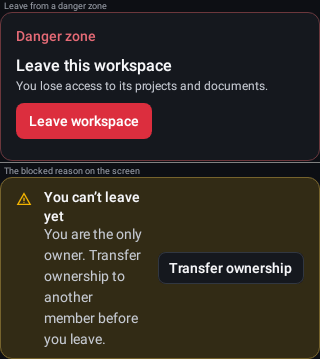 Leave from a danger zone
Danger zone
Leave this workspace
You lose access to its projects and documents.
Leave workspace
The blocked reason on the screen
You can’t leave
yet
You are the only
owner. Transfer
ownership to
another
member before
you leave.
Transfer ownership